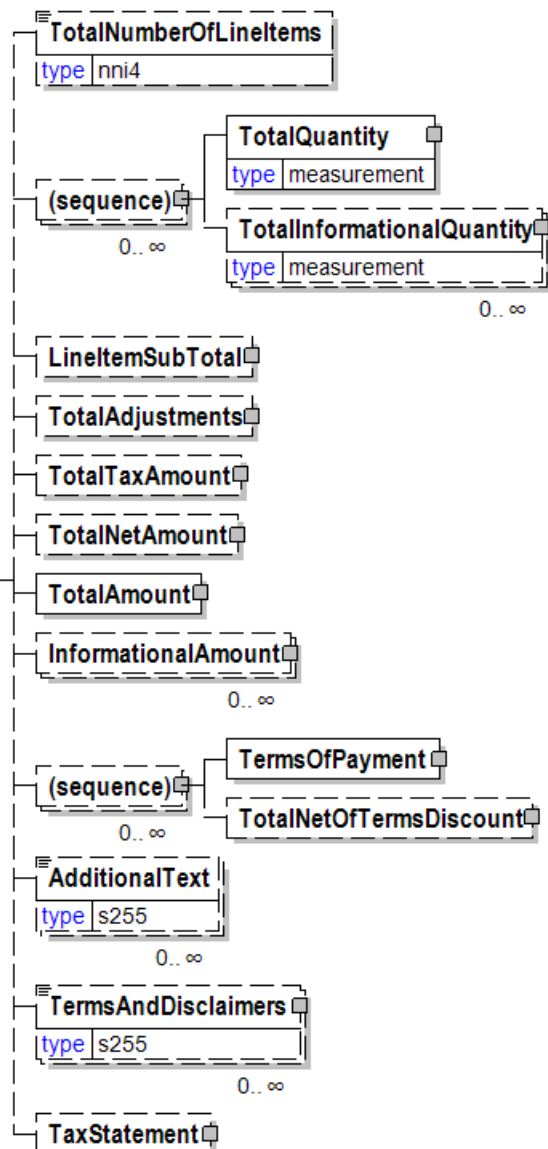 TotalNumberOfLineItems
type nni4
TotalQuantity
type measurement
(sequence)
0.. ∞
TotalInformationalQuantity
type measurement
0.. ∞
LineItemSubTotal
TotalAdjustments
TotalTaxAmount
TotalNetAmount
TotalAmount
InformationalAmount
0.. ∞
TermsOfPayment
(sequence)
0.. ∞
TotalNetOfTermsDiscount
AdditionalText
type s255
0.. ∞
TermsAndDisclaimers
type s255
0.. ∞
TaxStatement